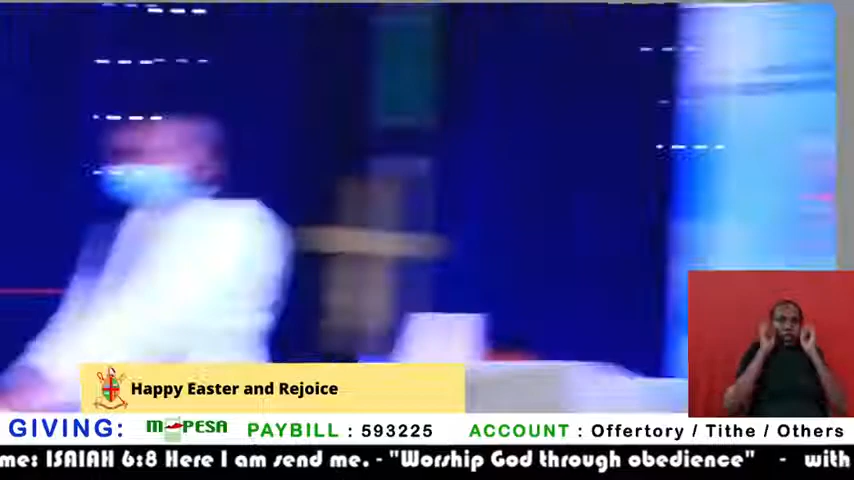 Happy Easter and Rejoice
GIVING: M-PESA PAYBILL : 593225 ACCOUNT : Offertory / Tithe / Others
me: ISAIAH 6:8 Here I am send me. - "Worship God through obedience" - with